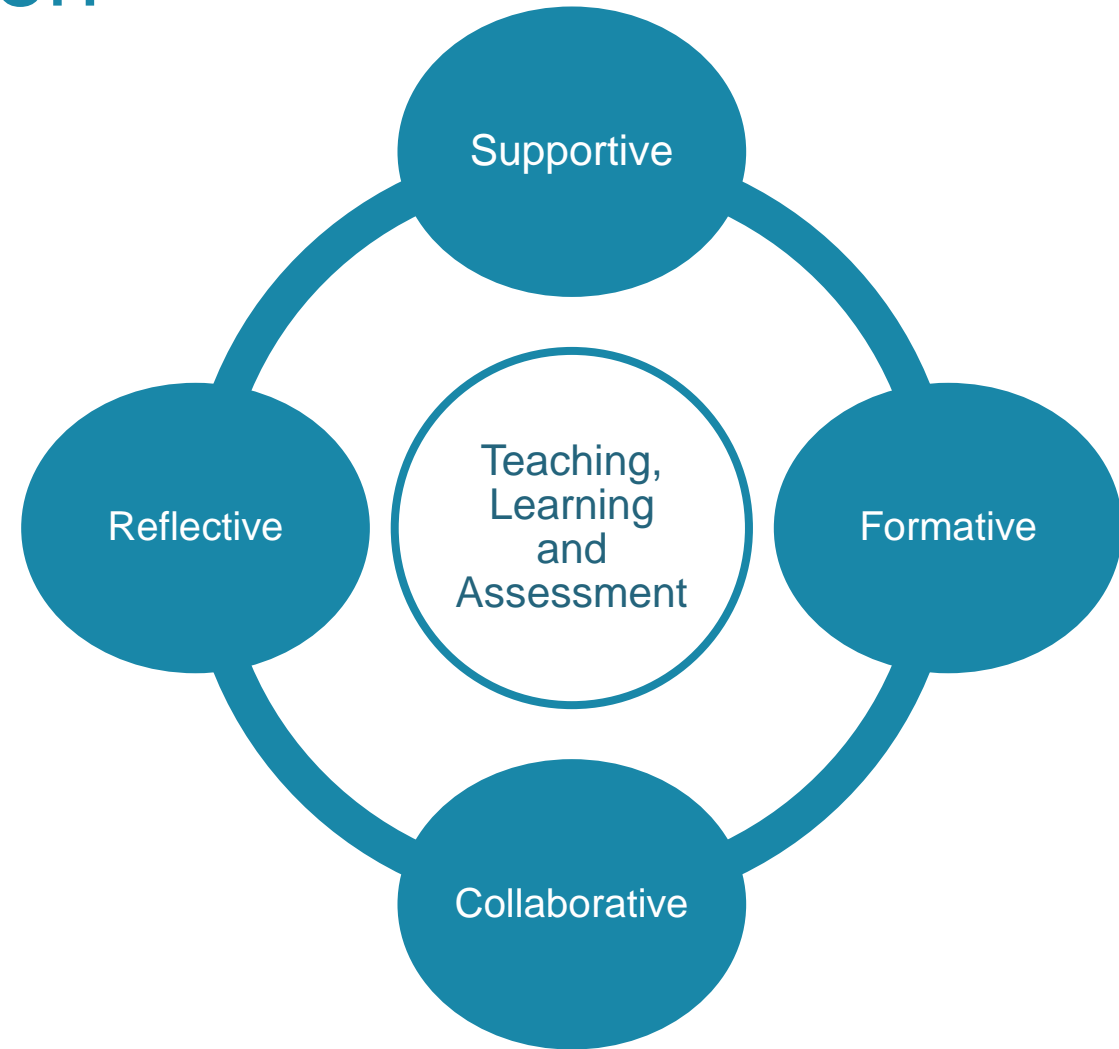 Supportive
Reflective
Teaching,
Learning
and
Assessment
Formative
Collaborative